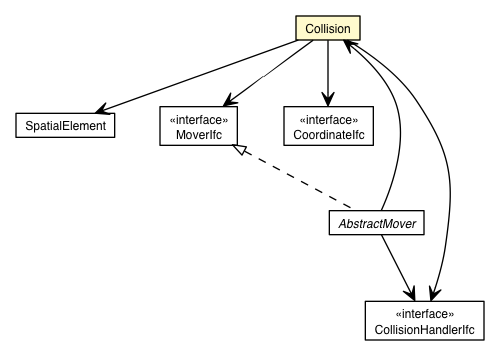 Collision
SpatialElement
«interface»
MoverIfc
«interface»
CoordinateIfc
AbstractMover
«interface»
CollisionHandlerIfc